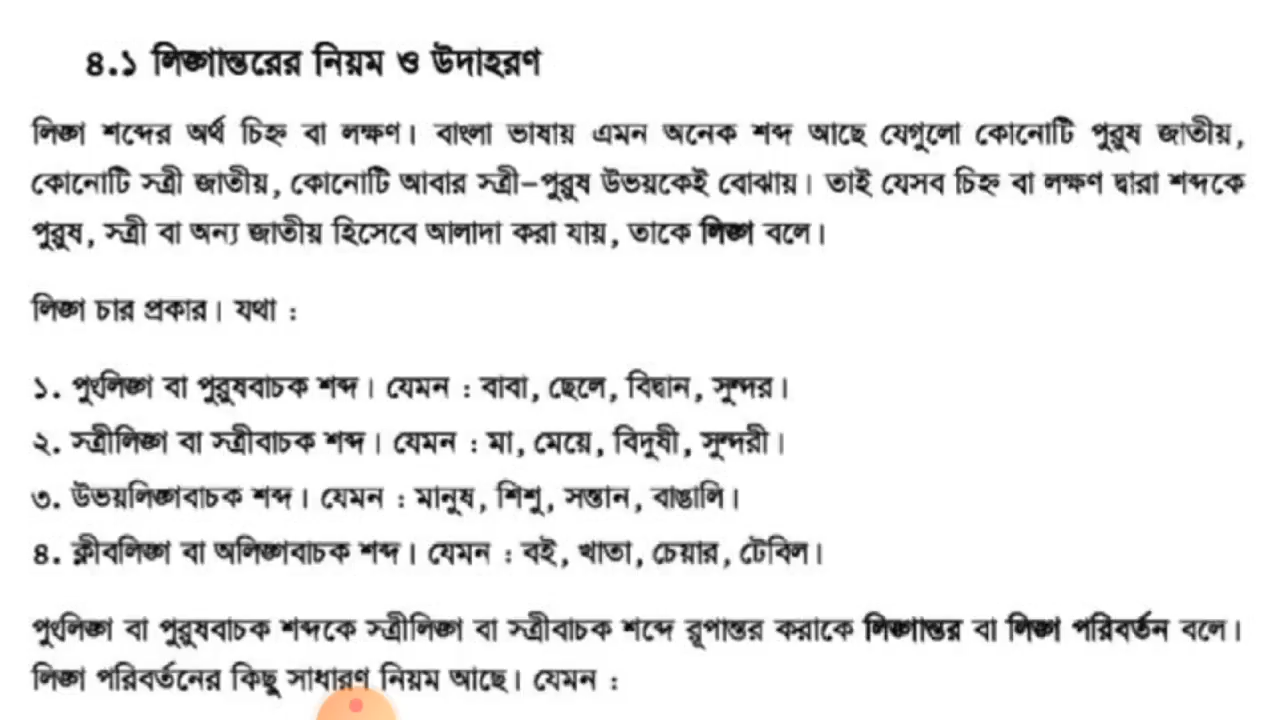 ৪.১ লিঙ্গান্তরের নিয়ম ও উদাহরণ
লিঙ্গ শব্দের অর্থ চিহ্ন বা লক্ষণ। বাংলা ভাষায় এমন অনেক শব্দ আছে যেগুলো কোনোটি পুরুষ জাতীয়,
কোনোটি স্ত্রী জাতীয়, কোনোটি আবার স্ত্রী-পুরুষ উভয়কেই বোঝায়। তাই যেসব চিহ্ন বা লক্ষণ দ্বারা শব্দকে
পুরুষ, স্ত্রী বা অন্য জাতীয় হিসেবে আলাদা করা যায়, তাকে লিঙ্গ বলে।
লিঙ্গ চার প্রকার। যথা :
১. পুংলিঙ্গ বা পুরুষবাচক শব্দ। যেমন : বাবা, ছেলে, বিদ্বান, সুন্দর।
২. স্ত্রীলিঙ্গ বা স্ত্রীবাচক শব্দ। যেমন : মা, মেয়ে, বিদুষী, সুন্দরী।
৩. উভয়লিঙ্গবাচক শব্দ। যেমন : মানুষ, শিশু, সন্তান, বাঙালি।
৪. ক্লীবলিঙ্গ বা অলিঙ্গবাচক শব্দ। যেমন : বই, খাতা, চেয়ার, টেবিল।
পুংলিঙ্গ বা পুরুষবাচক শব্দকে স্ত্রীলিঙ্গ বা স্ত্রীবাচক শব্দে রূপান্তর করাকে লিঙ্গান্তর বা লিঙ্গ পরিবর্তন বলে।
লিঙ্গ পরিবর্তনের কিছু সাধারণ নিয়ম আছে। যেমন :